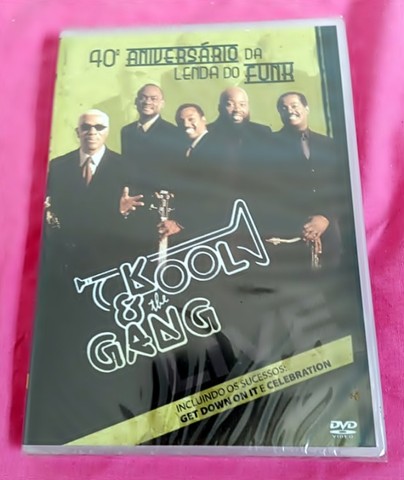 40º ANIVERSÁRIO DA
LENDA DO FUNK
KOOL
& the
GANG
LIVE
INCLUINDO OS SUCESSOS:
GET DOWN ON IT E CELEBRATION
DVD
VIDEO